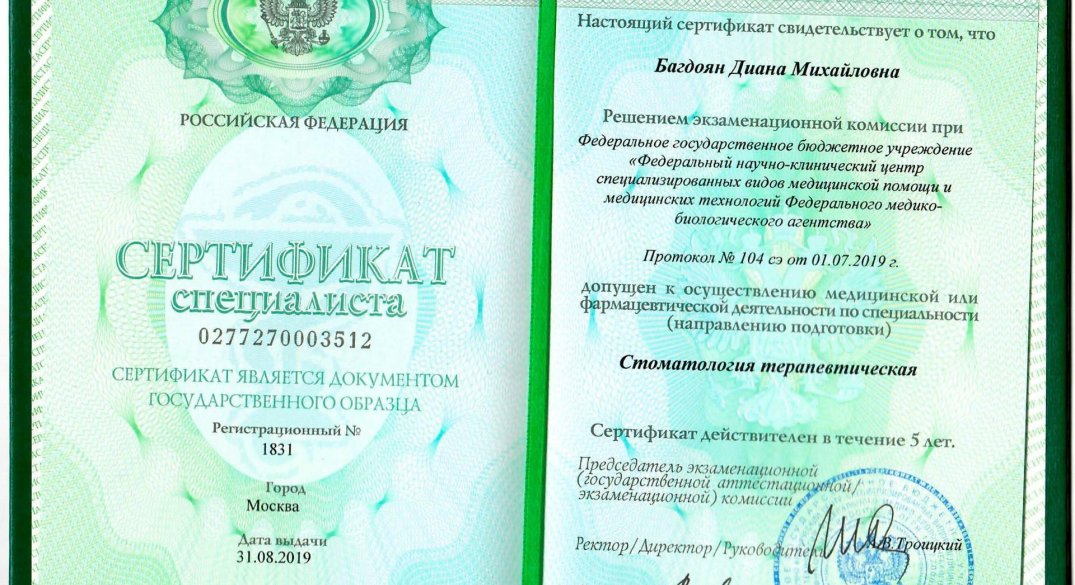 РОССИЙСКАЯ ФЕДЕРАЦИЯ
СЕРТИФИКАТ
специалиста
0277270003512
СЕРТИФИКАТ ЯВЛЯЕТСЯ ДОКУМЕНТОМ
ГОСУДАРСТВЕННОГО ОБРАЗЦА
Регистрационный №
1831
Город
Москва
Дата выдачи
31.08.2019
Настоящий сертификат свидетельствует о том, что
Багдоян Диана Михайловна
Решением экзаменационной комиссии при
Федеральное государственное бюджетное учреждение
«Федеральный научно-клинический центр
специализированных видов медицинской помощи и
медицинских технологий Федерального медико-
биологического агентства»
Протокол № 104 сэ от 01.07.2019 г.
допущен к осуществлению медицинской или
фармацевтической деятельности по специальности
(направлению подготовки)
Стоматология терапевтическая
Сертификат действителен в течение 5 лет.
Председатель экзаменационной
(государственной аттестационной/
экзаменационной) комиссии
Ректор/Директор/Руководитель
А.В.Троицкий